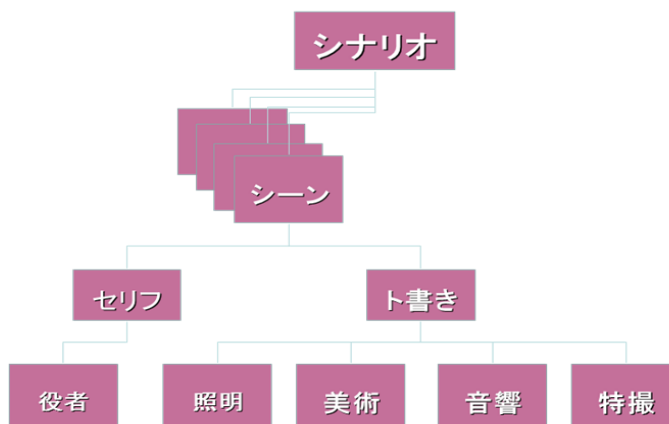 シナリオ
シーン
セリフ
ト書き
役者
照明
美術
音響
特撮